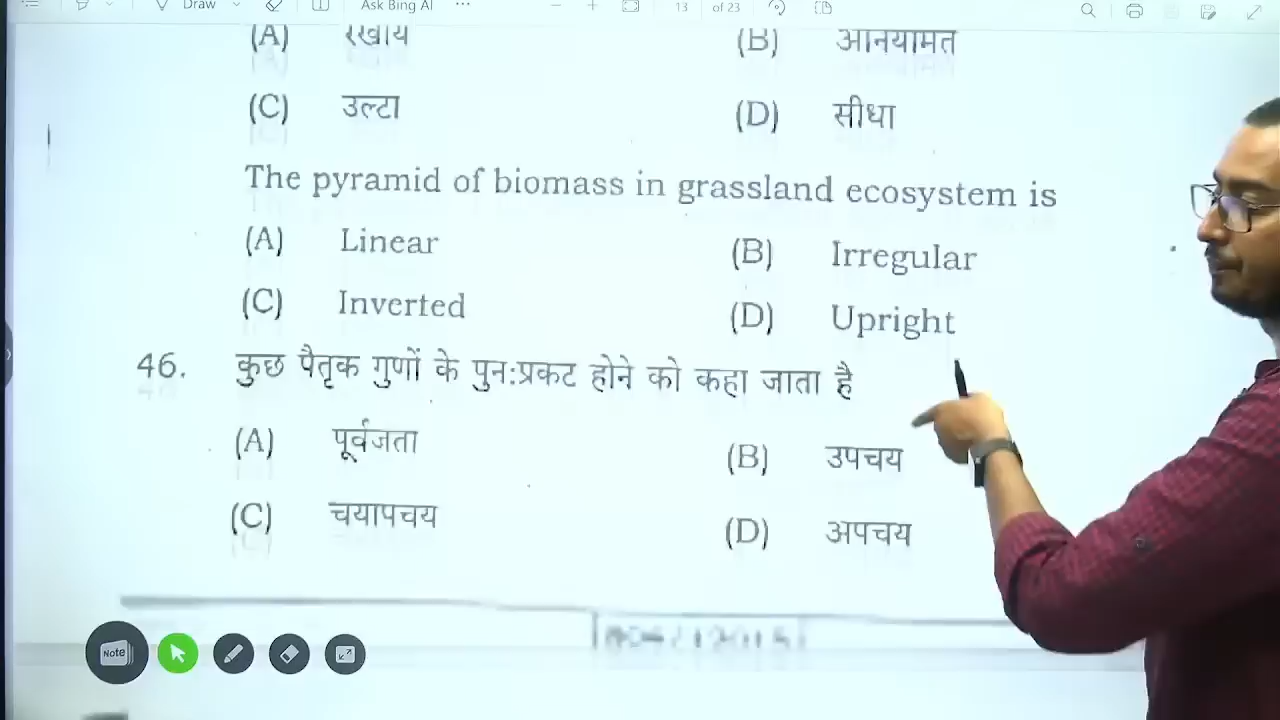 Draw Ask Bing AI 13 of 23
(A) रेखीय (B) अनियमित
(C) उल्टा (D) सीधा
The pyramid of biomass in grassland ecosystem is
(A) Linear (B) Irregular
(C) Inverted (D) Upright
46. कुछ पैतृक गुणों के पुन:प्रकट होने को कहा जाता है
(A) पूर्वजता (B) उपचय
(C) चयापचय (D) अपचय
Note